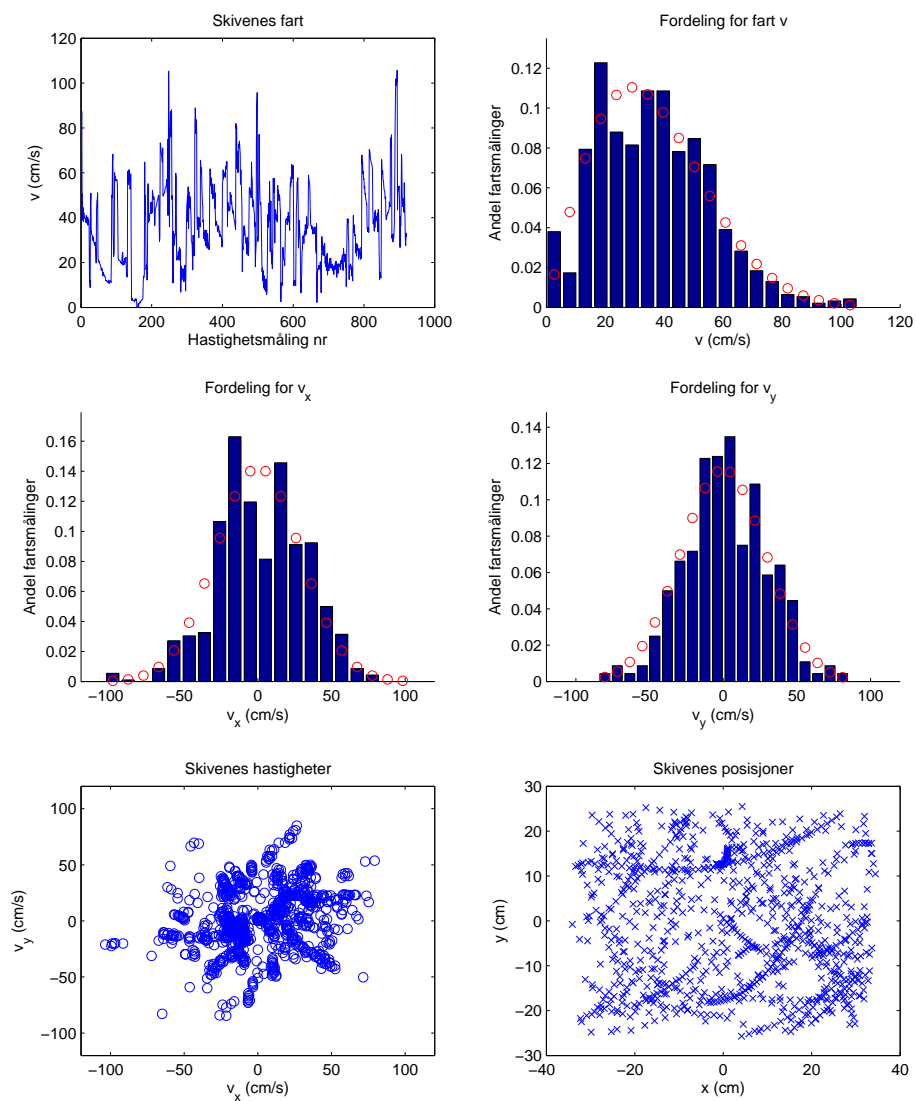 Skivenes fart
v (cm/s)
120
100
80
60
40
20
0
0 200 400 600 800 1000
Hastighetsmåling nr
Fordeling for fart v
Andel fartsmålinger
0.12
0.1
0.08
0.06
0.04
0.02
0
0 20 40 60 80 100 120
v (cm/s)
Fordeling for v_x
Andel fartsmålinger
0.16
0.14
0.12
0.1
0.08
0.06
0.04
0.02
0
−100 −50 0 50 100
v_x (cm/s)
Fordeling for v_y
Andel fartsmålinger
0.14
0.12
0.1
0.08
0.06
0.04
0.02
0
−100 −50 0 50 100
v_y (cm/s)
Skivenes hastigheter
v_y (cm/s)
100
50
0
−50
−100
−100 −50 0 50 100
v_x (cm/s)
Skivenes posisjoner
y (cm)
30
20
10
0
−10
−20
−30
−40 −20 0 20 40
x (cm)